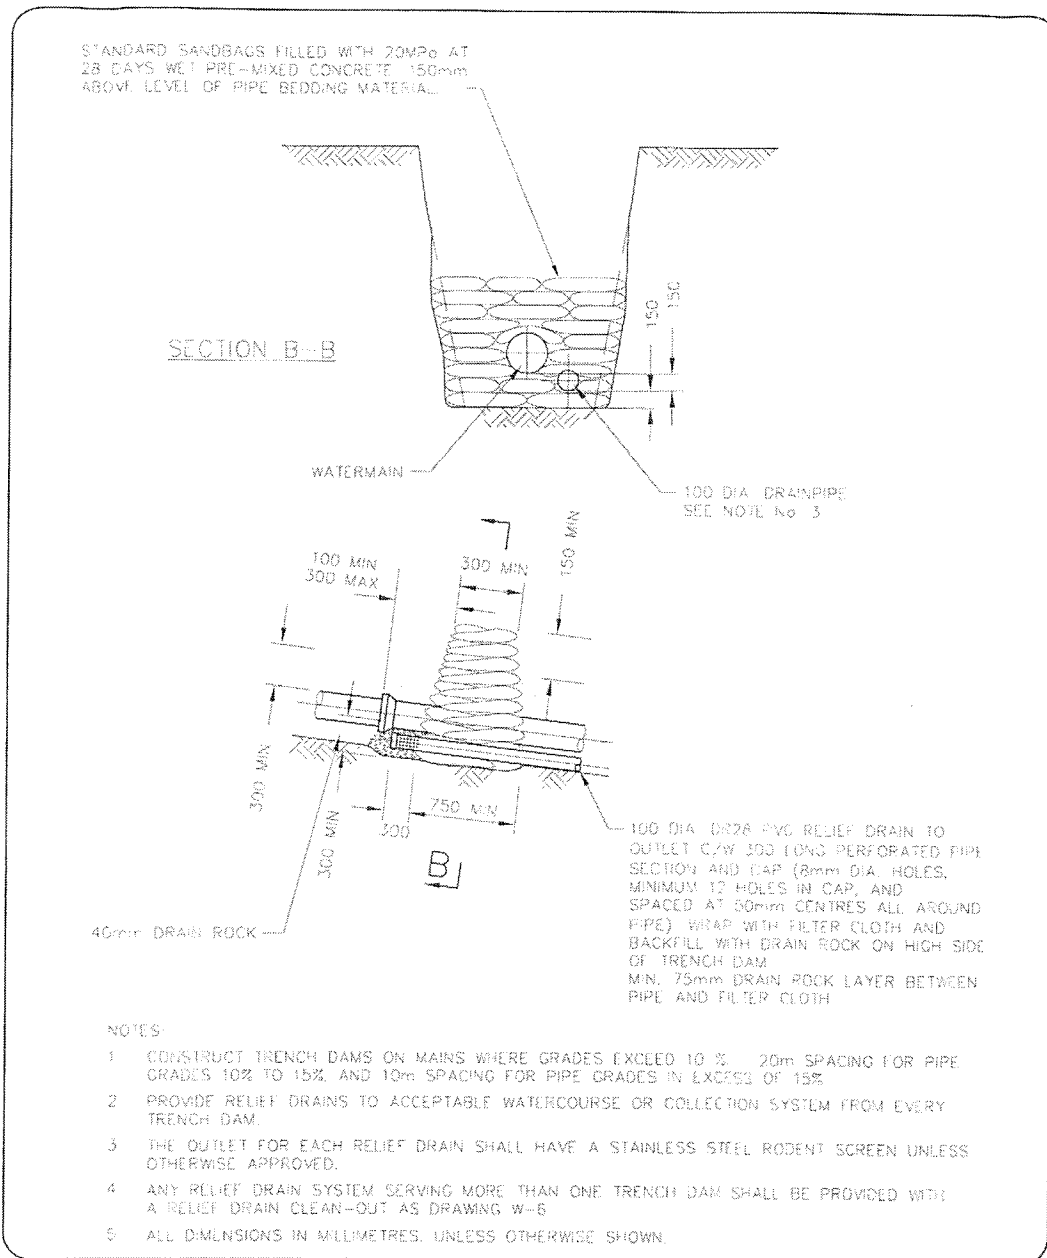 STANDARD SANDBAGS FILLED WITH 20MPa AT
28 DAYS WET PRE-MIXED CONCRETE 150mm
ABOVE LEVEL OF PIPE BEDDING MATERIAL
SECTION B-B
150
150
WATERMAIN
100 DIA. DRAINPIPE
SEE NOTE No. 3
100 MIN
300 MAX
300 MIN
150 MIN
300 MIN
300 MIN
300
750 MIN
B
40mm DRAIN ROCK
100 DIA. DR28 PVC RELIEF DRAIN TO
OUTLET C/W 300 LONG PERFORATED PIPE
SECTION AND CAP (8mm DIA. HOLES,
MINIMUM 12 HOLES IN CAP, AND
SPACED AT 50mm CENTRES ALL AROUND
PIPE) WRAP WITH FILTER CLOTH AND
BACKFILL WITH DRAIN ROCK ON HIGH SIDE
OF TRENCH DAM
MIN. 75mm DRAIN ROCK LAYER BETWEEN
PIPE AND FILTER CLOTH
NOTES:
1 CONSTRUCT TRENCH DAMS ON MAINS WHERE GRADES EXCEED 10 %. 20m SPACING FOR PIPE
GRADES 10% TO 15%, AND 10m SPACING FOR PIPE GRADES IN EXCESS OF 15%
2 PROVIDE RELIEF DRAINS TO ACCEPTABLE WATERCOURSE OR COLLECTION SYSTEM FROM EVERY
TRENCH DAM.
3 THE OUTLET FOR EACH RELIEF DRAIN SHALL HAVE A STAINLESS STEEL RODENT SCREEN UNLESS
OTHERWISE APPROVED.
4 ANY RELIEF DRAIN SYSTEM SERVING MORE THAN ONE TRENCH DAM SHALL BE PROVIDED WITH
A RELIEF DRAIN CLEAN-OUT AS DRAWING W-6
5 ALL DIMENSIONS IN MILLIMETRES, UNLESS OTHERWISE SHOWN.